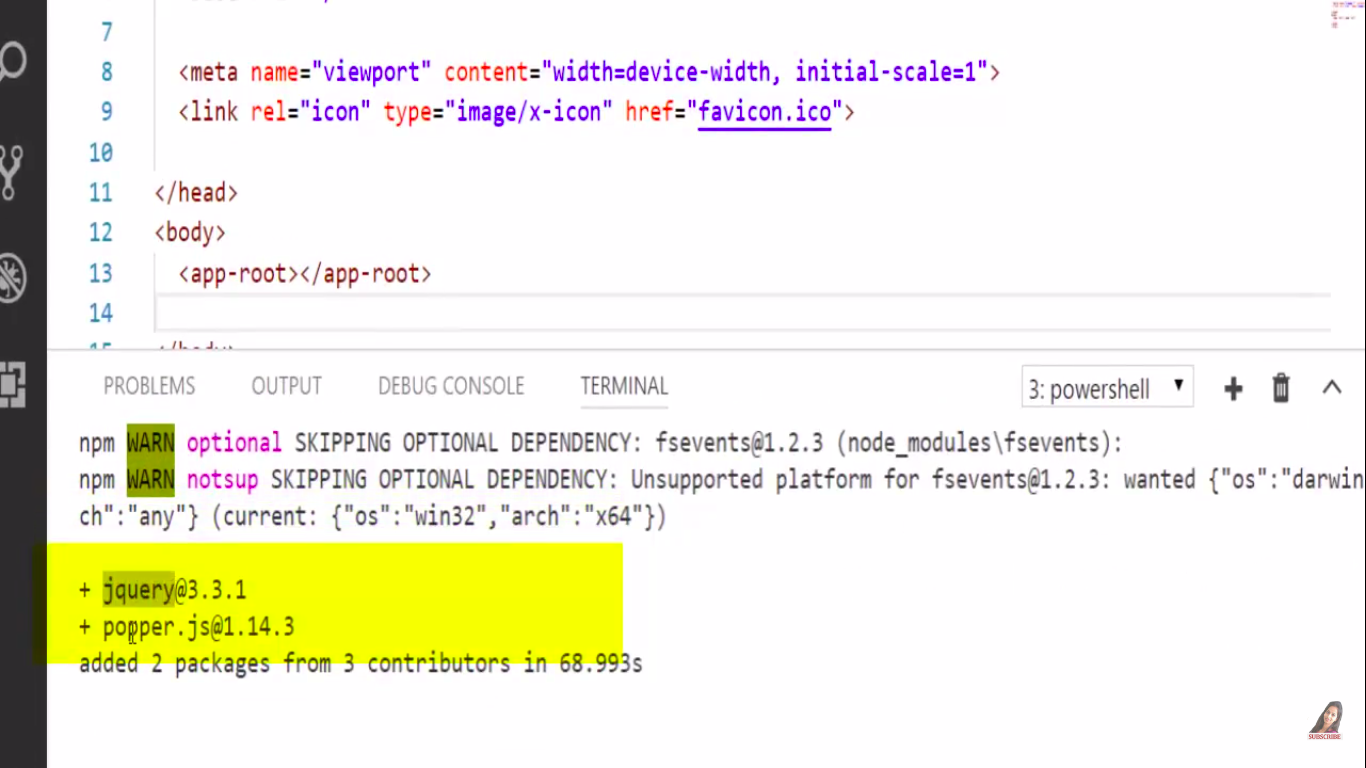 7
8 <meta name="viewport" content="width=device-width, initial-scale=1">
9 <link rel="icon" type="image/x-icon" href="favicon.ico">
10
11 </head>
12 <body>
13 <app-root></app-root>
14
15 </body>
PROBLEMS OUTPUT DEBUG CONSOLE TERMINAL 3: powershell
npm WARN optional SKIPPING OPTIONAL DEPENDENCY: fsevents@1.2.3 (node_modules\fsevents):
npm WARN notsup SKIPPING OPTIONAL DEPENDENCY: Unsupported platform for fsevents@1.2.3: wanted {"os":"darwin
ch":"any"} (current: {"os":"win32","arch":"x64"})
+ jquery@3.3.1
+ popper.js@1.14.3
added 2 packages from 3 contributors in 68.993s
SUBSCRIBE